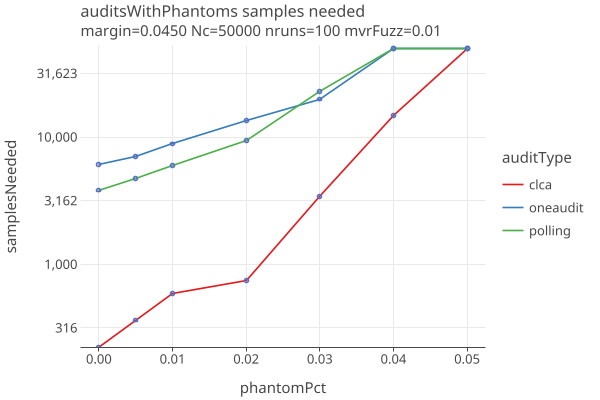 auditsWithPhantoms samples needed
margin=0.0450 Nc=50000 nruns=100 mvrFuzz=0.01
samplesNeeded
31,623
10,000
3,162
1,000
316
0.00 0.01 0.02 0.03 0.04 0.05
phantomPct
auditType
clca
oneaudit
polling